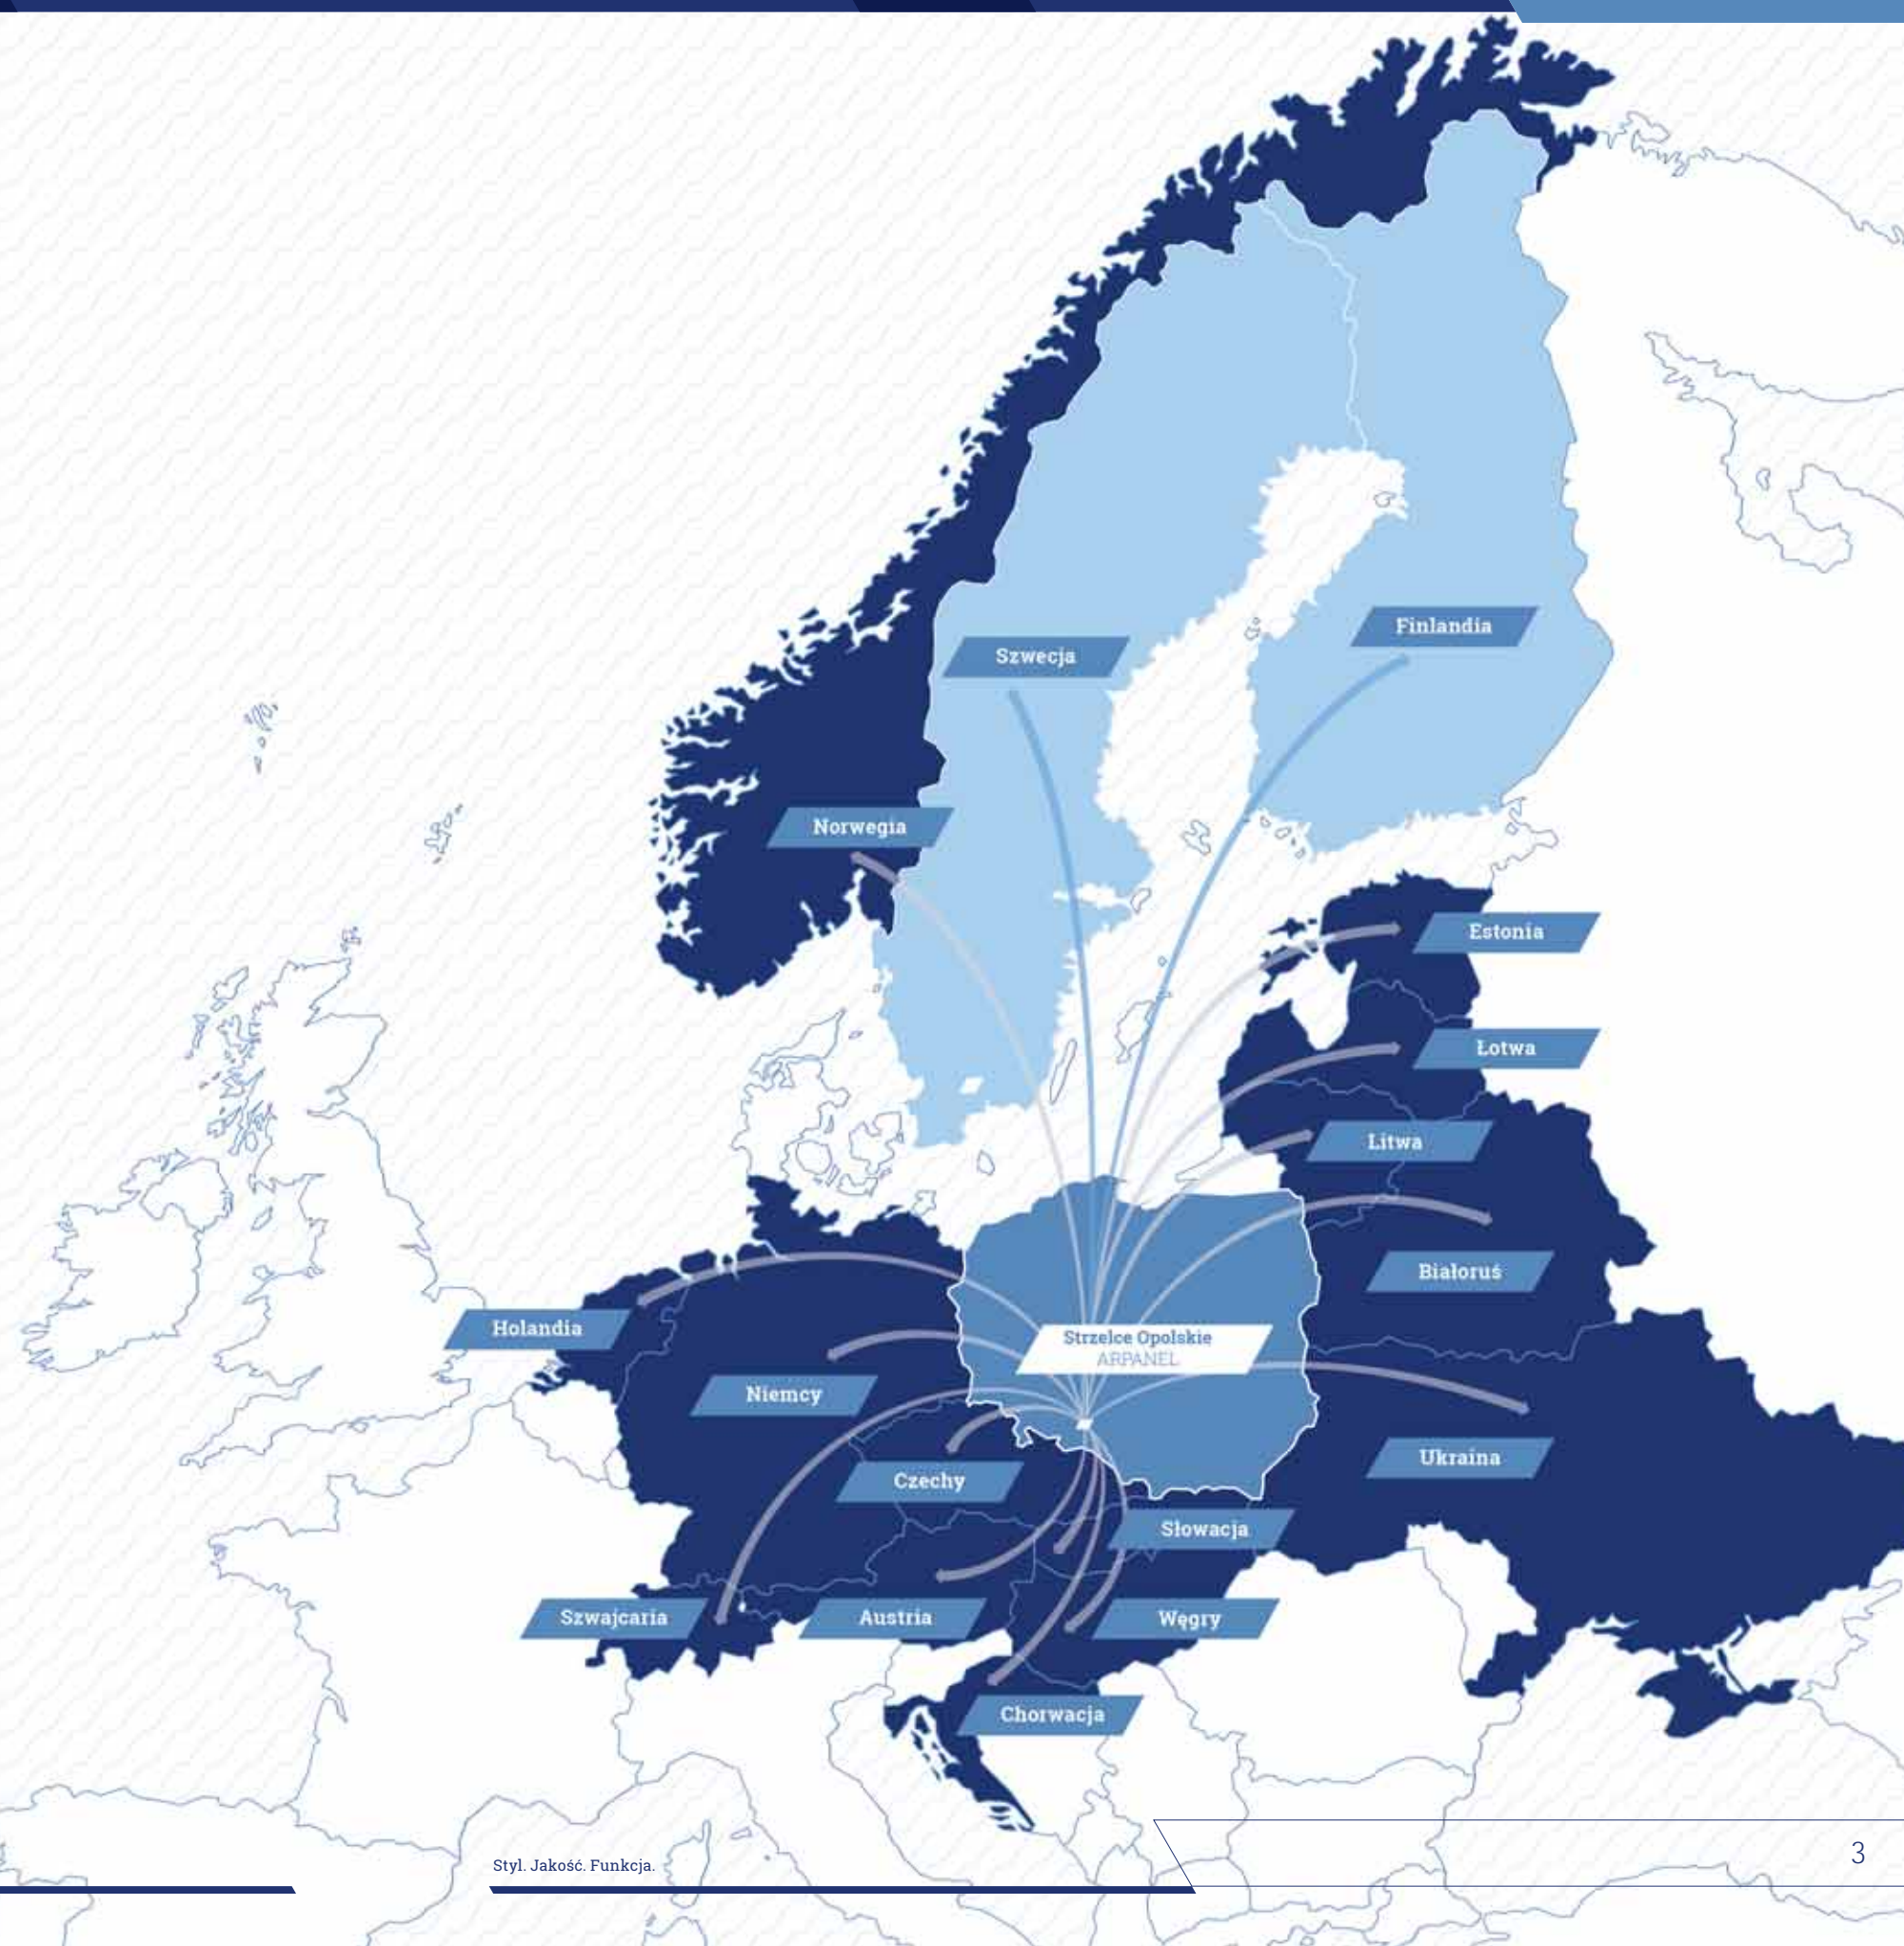 Finlandia
Szwecja
Norwegia
Estonia
Łotwa
Litwa
Białoruś
Holandia
Strzelce Opolskie
ARPANEL
Niemcy
Ukraina
Czechy
Słowacja
Szwajcaria
Austria
Węgry
Chorwacja
Styl. Jakość. Funkcja.
3